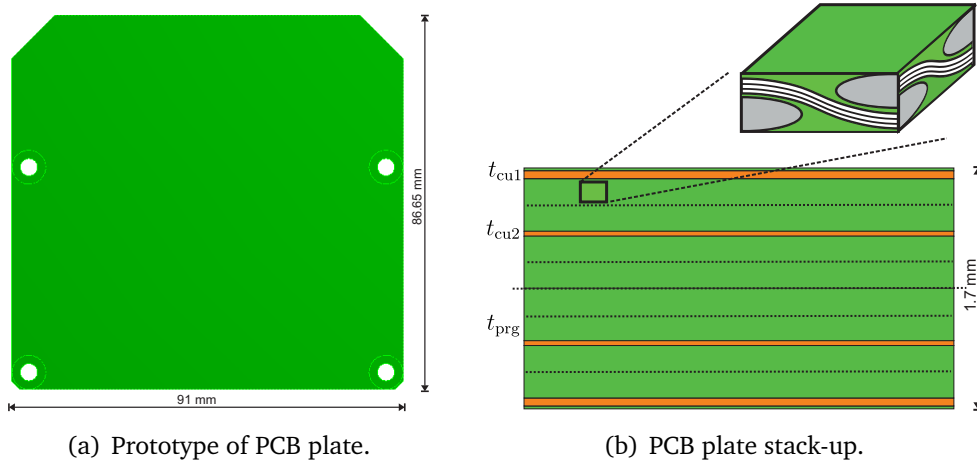 86.65 mm
91 mm
(a) Prototype of PCB plate.
t_cu1
t_cu2
t_prg
1.7 mm
(b) PCB plate stack-up.